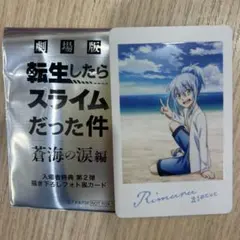 劇場版
転生したら
スライム
だった件
蒼海の涙編
入場者特典 第2弾
描き下ろしフォト風カード
Rimuru